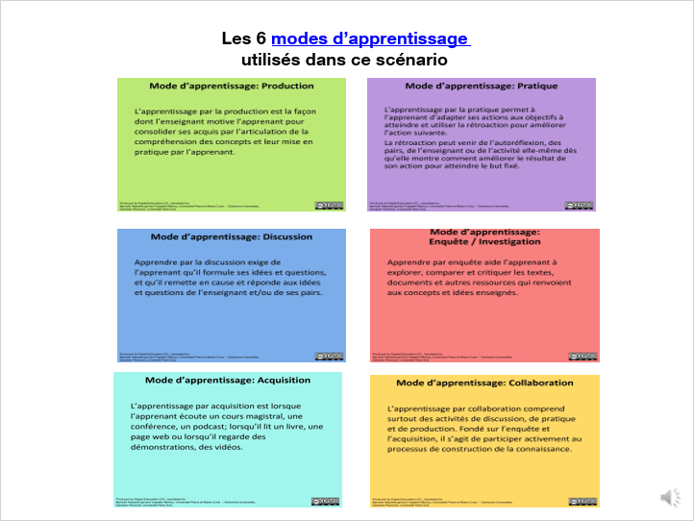 Les 6 modes d’apprentissage
utilisés dans ce scénario
Mode d’apprentissage: Production
L’apprentissage par la production est la façon
dont l’enseignant motive l’apprenant pour
consolider ses acquis par l’articulation de la
compréhension des concepts et leur mise en
pratique par l’apprenant.
Mode d’apprentissage: Pratique
L’apprentissage par la pratique permet à
l’apprenant d’adapter ses actions aux objectifs à
atteindre et utiliser la rétroaction pour améliorer
l’action suivante.
La rétroaction peut venir de l’autoréflexion, des
pairs, de l’enseignant ou de l’activité elle-même dès
qu’elle montre comment améliorer le résultat de
son action pour atteindre le but fixé.
Mode d’apprentissage: Discussion
Apprendre par la discussion exige de
l’apprenant qu’il formule ses idées et questions,
et qu’il remette en cause et réponde aux idées
et questions de l’enseignant et/ou de ses pairs.
Mode d’apprentissage:
Enquête / Investigation
Apprendre par enquête aide l’apprenant à
explorer, comparer et critiquer les textes,
documents et autres ressources qui renvoient
aux concepts et idées enseignés.
Mode d’apprentissage: Acquisition
L’apprentissage par acquisition est lorsque
l’apprenant écoute un cours magistral, une
conférence, un podcast; lorsqu’il lit un livre, une
page web ou lorsqu’il regarde des
démonstrations, des vidéos.
Mode d’apprentissage: Collaboration
L’apprentissage par collaboration comprend
surtout des activités de discussion, de pratique
et de production. Fondé sur l’enquête et
l’acquisition, il s’agit de participer activement au
processus de construction de la connaissance.